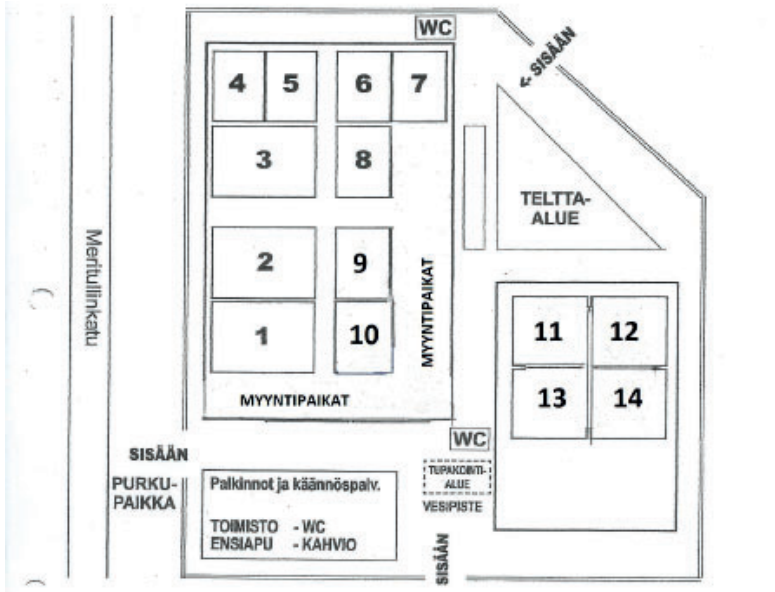 WC
<- SISÄÄN
4 5 6 7
3 8
TELTTA-
ALUE
Meritullinkatu
2 9
MYYNTIPAIKAT
1 10
11 12
13 14
MYYNTIPAIKAT
WC
SISÄÄN
PURKU-
PAIKKA
Palkinnot ja käännöspalv.
TOIMISTO - WC
ENSIAPU - KAHVIO
TUPAKOINTI-
ALUE
VESIPISTE
SISÄÄN